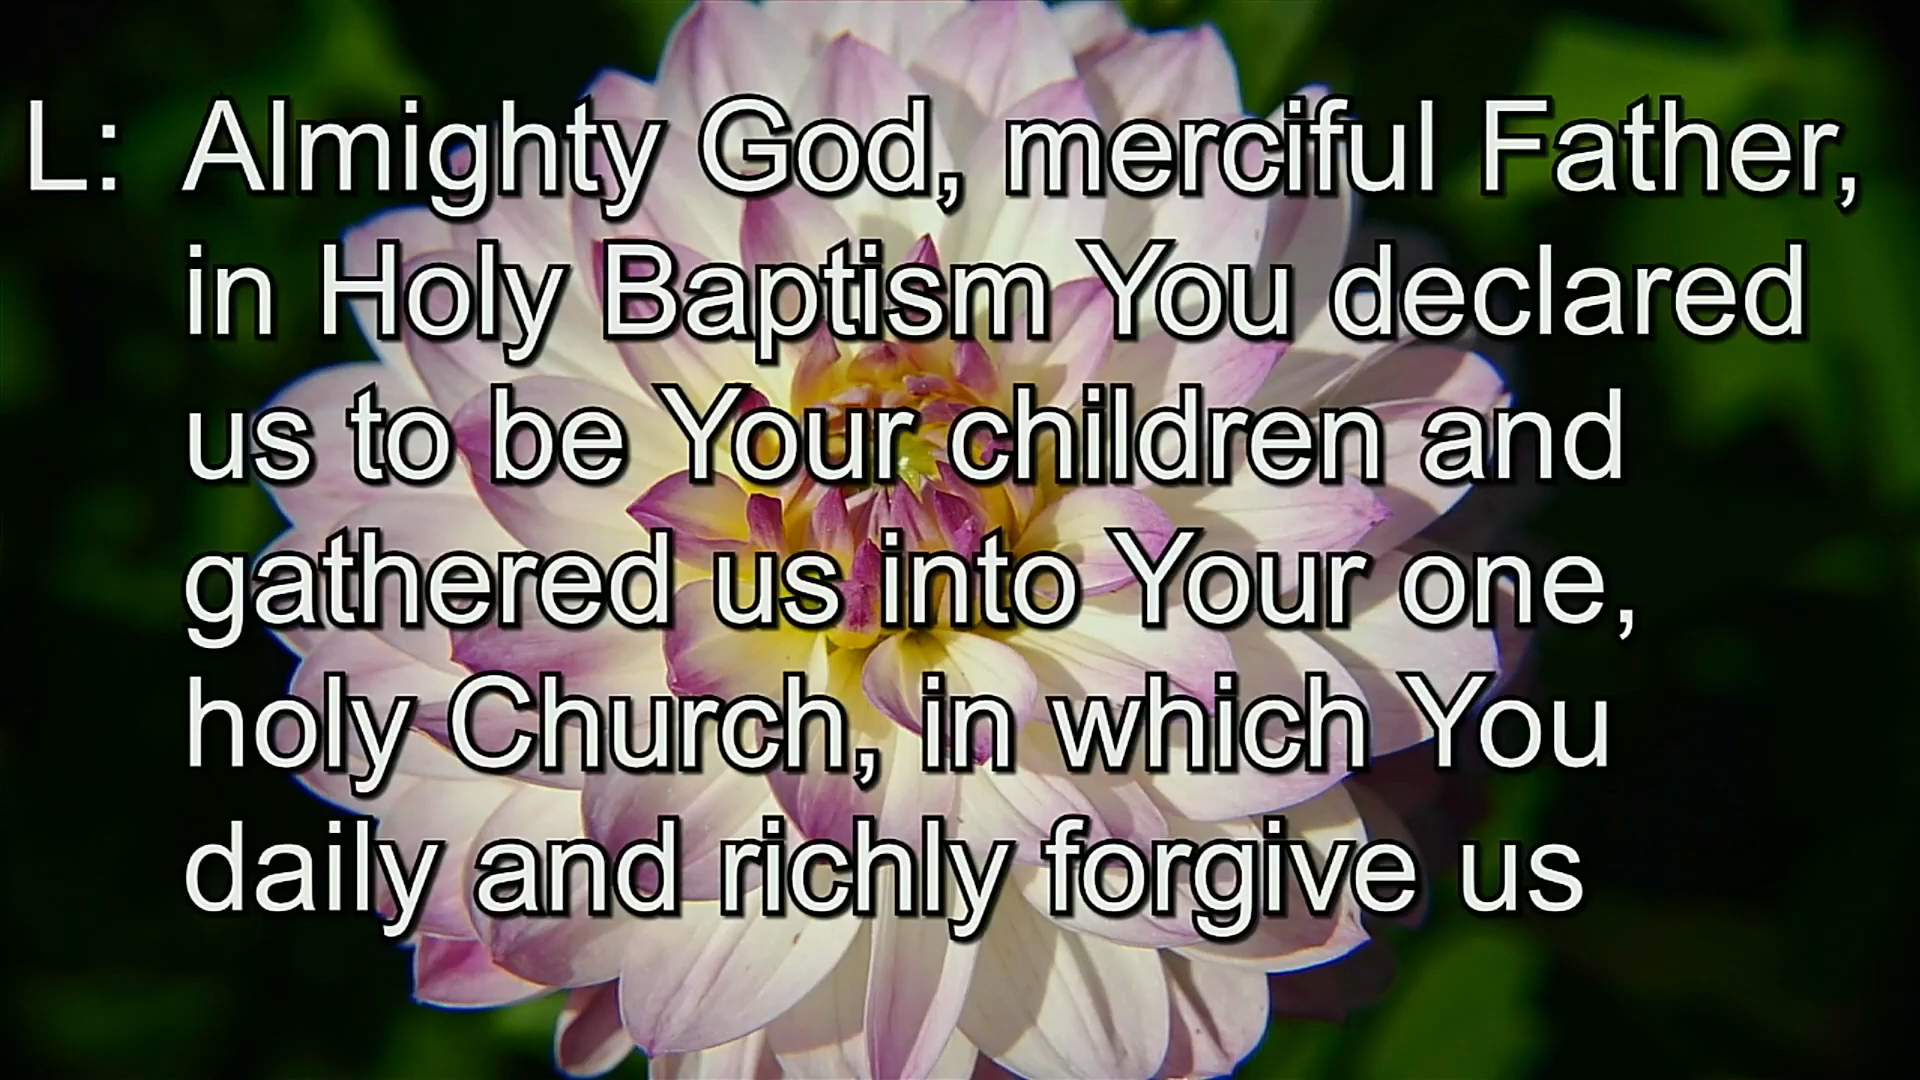 L: Almighty God, merciful Father,
in Holy Baptism You declared
us to be Your children and
gathered us into Your one,
holy Church, in which You
daily and richly forgive us